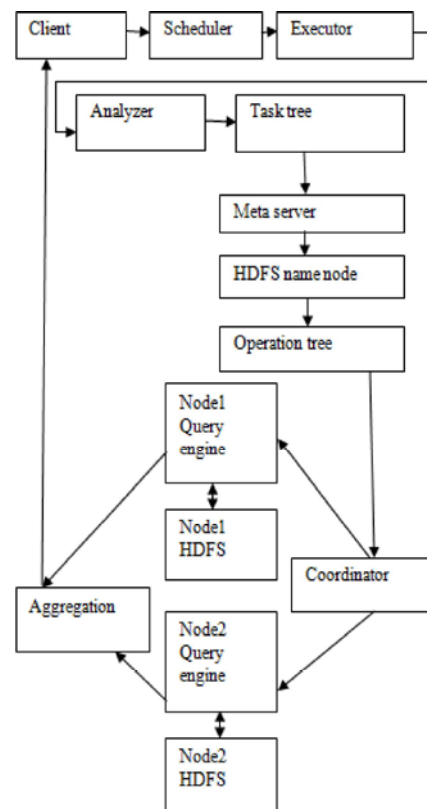 Client
Scheduler
Executor
Analyzer
Task tree
Meta server
HDFS name node
Operation tree
Node1
Query
engine
Node1
HDFS
Coordinator
Aggregation
Node2
Query
engine
Node2
HDFS